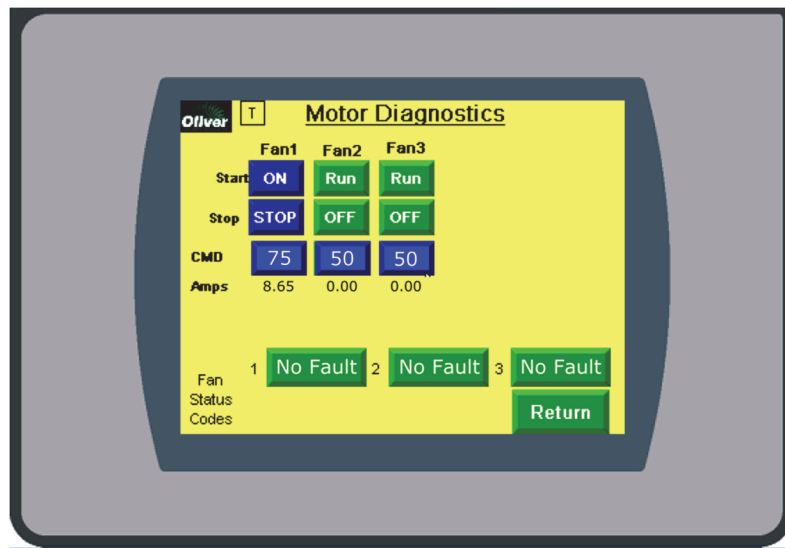 Oliver T Motor Diagnostics
Fan1 Fan2 Fan3
Start ON Run Run
Stop STOP OFF OFF
CMD 75 50 50
Amps 8.65 0.00 0.00
1 No Fault 2 No Fault 3 No Fault
Fan
Status
Codes
Return